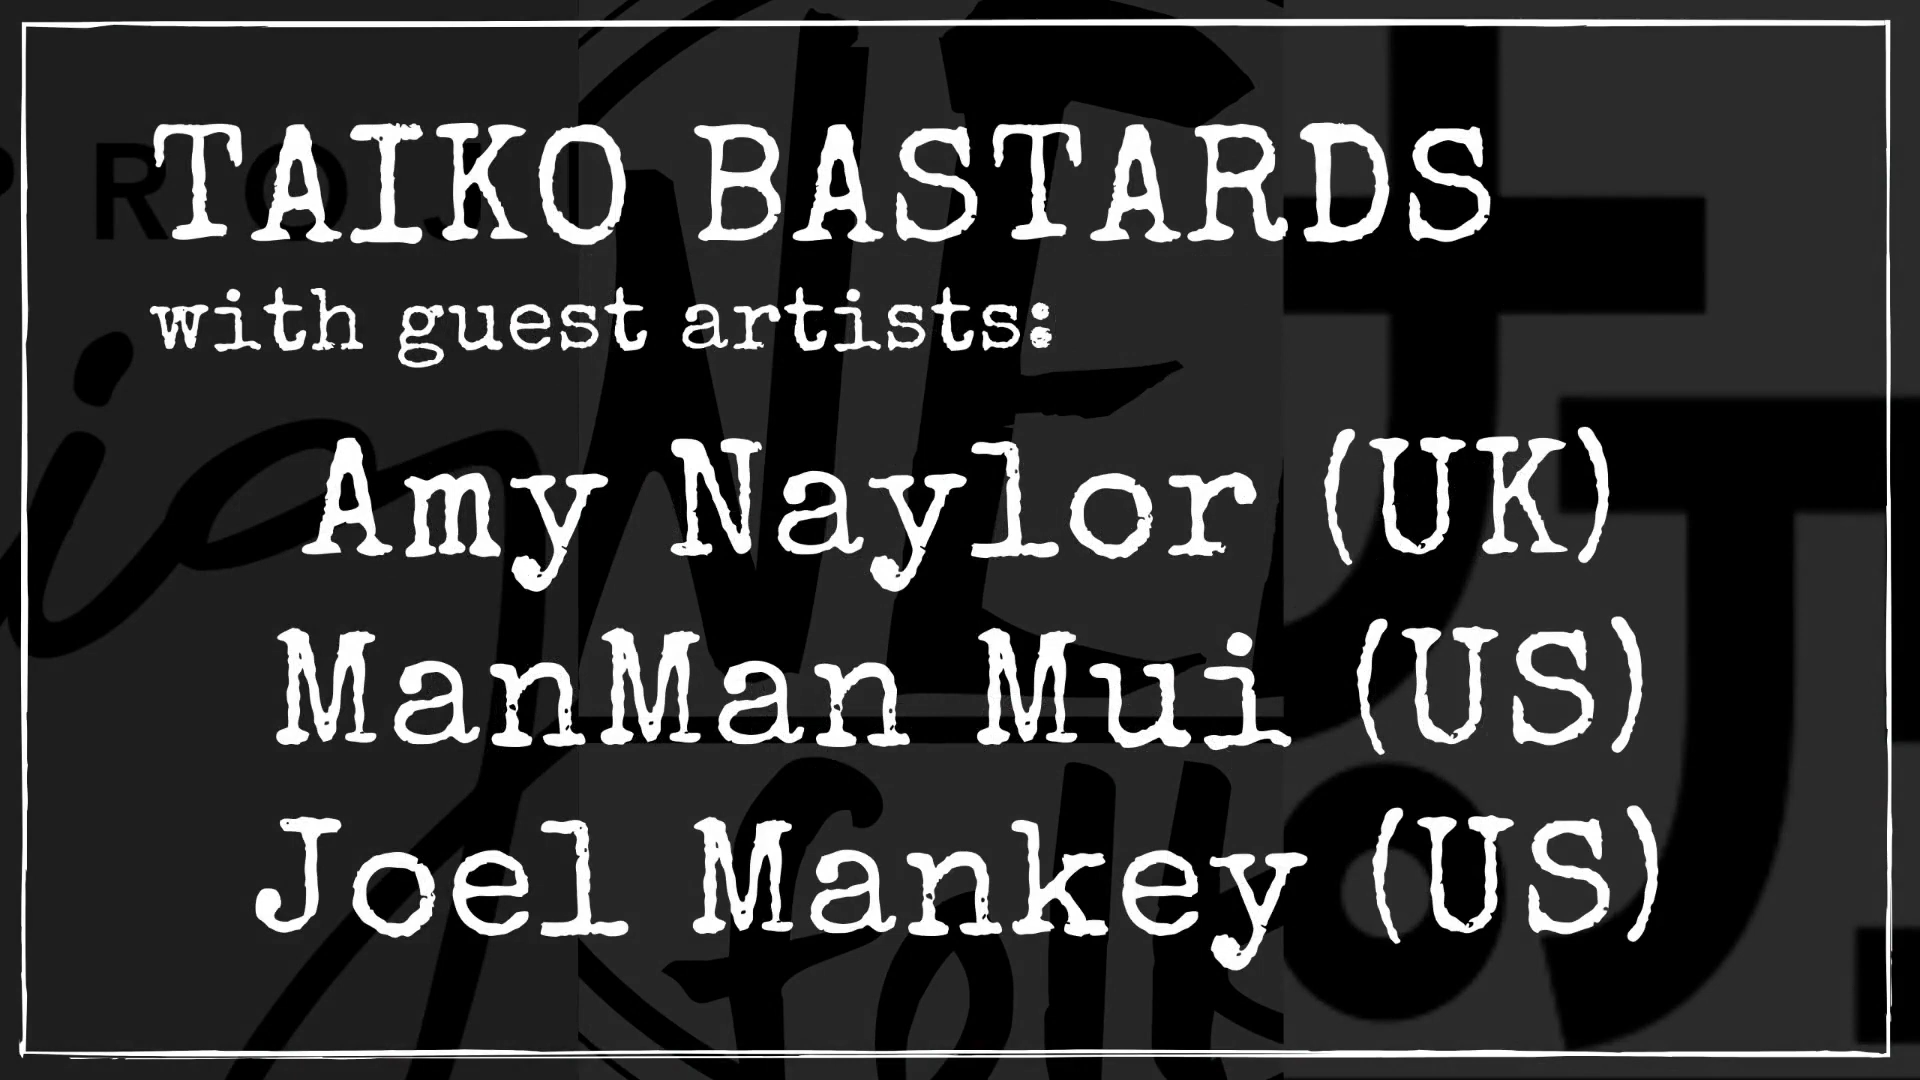 TAIKO BASTARDS
with guest artists:
Amy Naylor (UK)
ManMan Mui (US)
Joel Mankey (US)